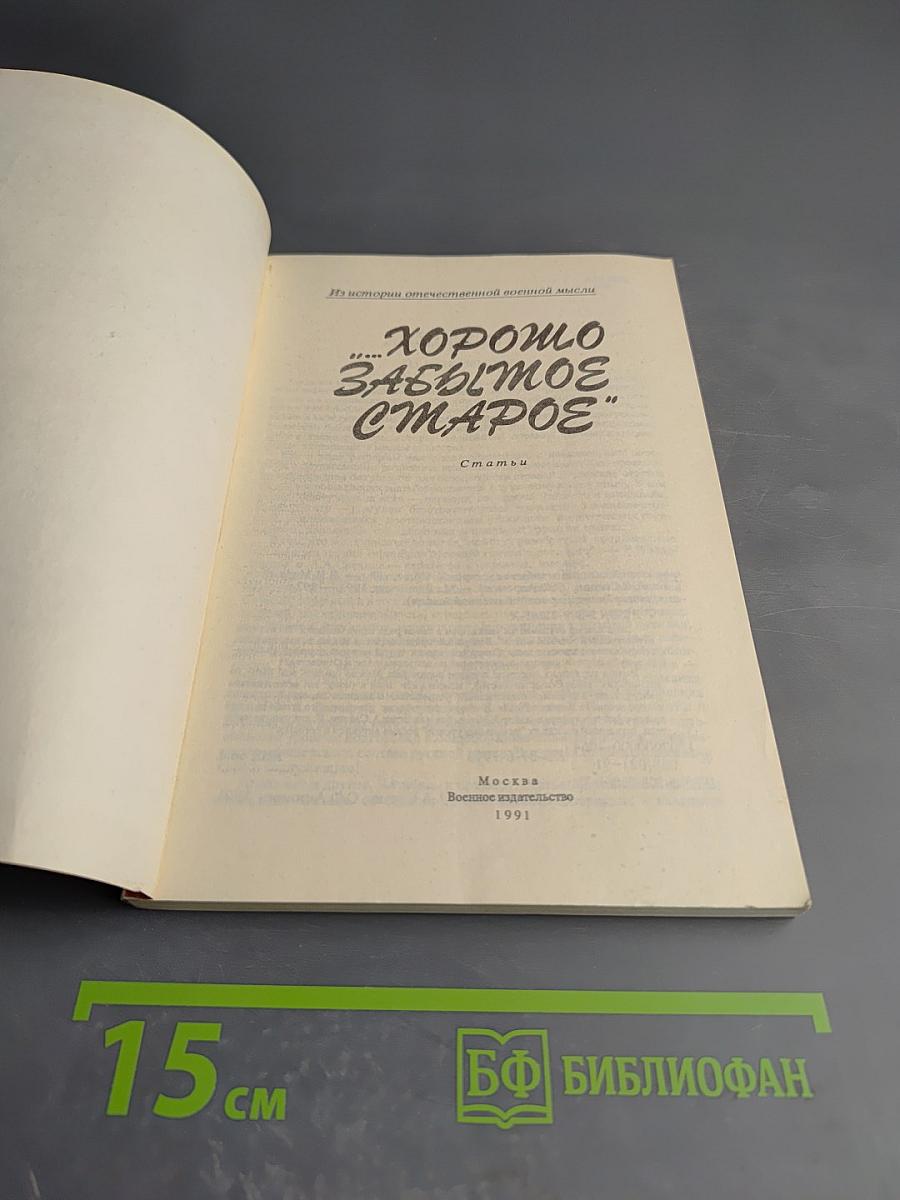 Из истории отечественной военной мысли
„...ХОРОШО
ЗАБЫТОЕ
СТАРОЕ"
Статьи
Москва
Военное издательство
1991
15 см
БФ БИБЛИОФАН